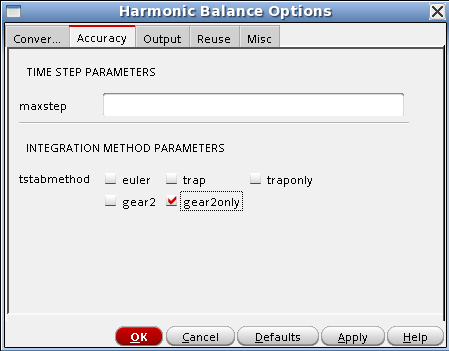 Harmonic Balance Options
Conver... Accuracy Output Reuse Misc
TIME STEP PARAMETERS
maxstep
INTEGRATION METHOD PARAMETERS
tstabmethod euler trap traponly
gear2 gear2only
OK Cancel Defaults Apply Help